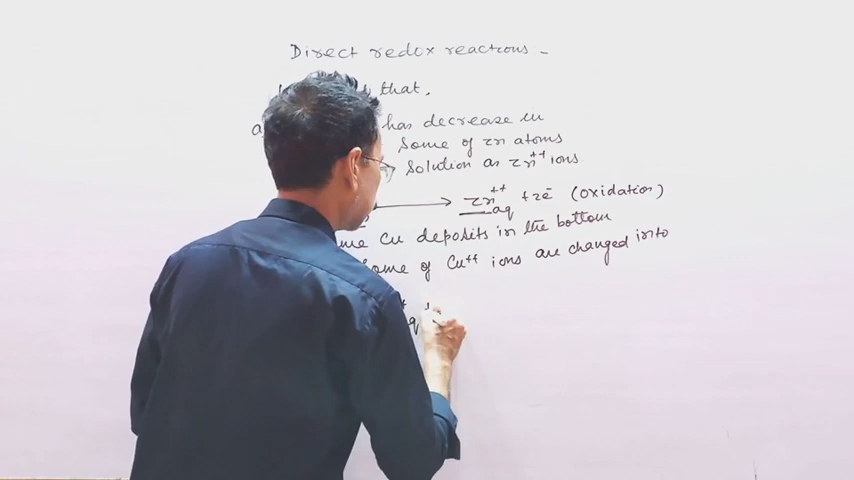 Direct redox reactions -
that,
has decrease in
some of zn atoms
solution as zn⁺⁺ ions
⟶ zn⁺⁺aq + 2e⁻ (oxidation)
cu deposits in the bottom
some of Cu⁺⁺ ions are changed into